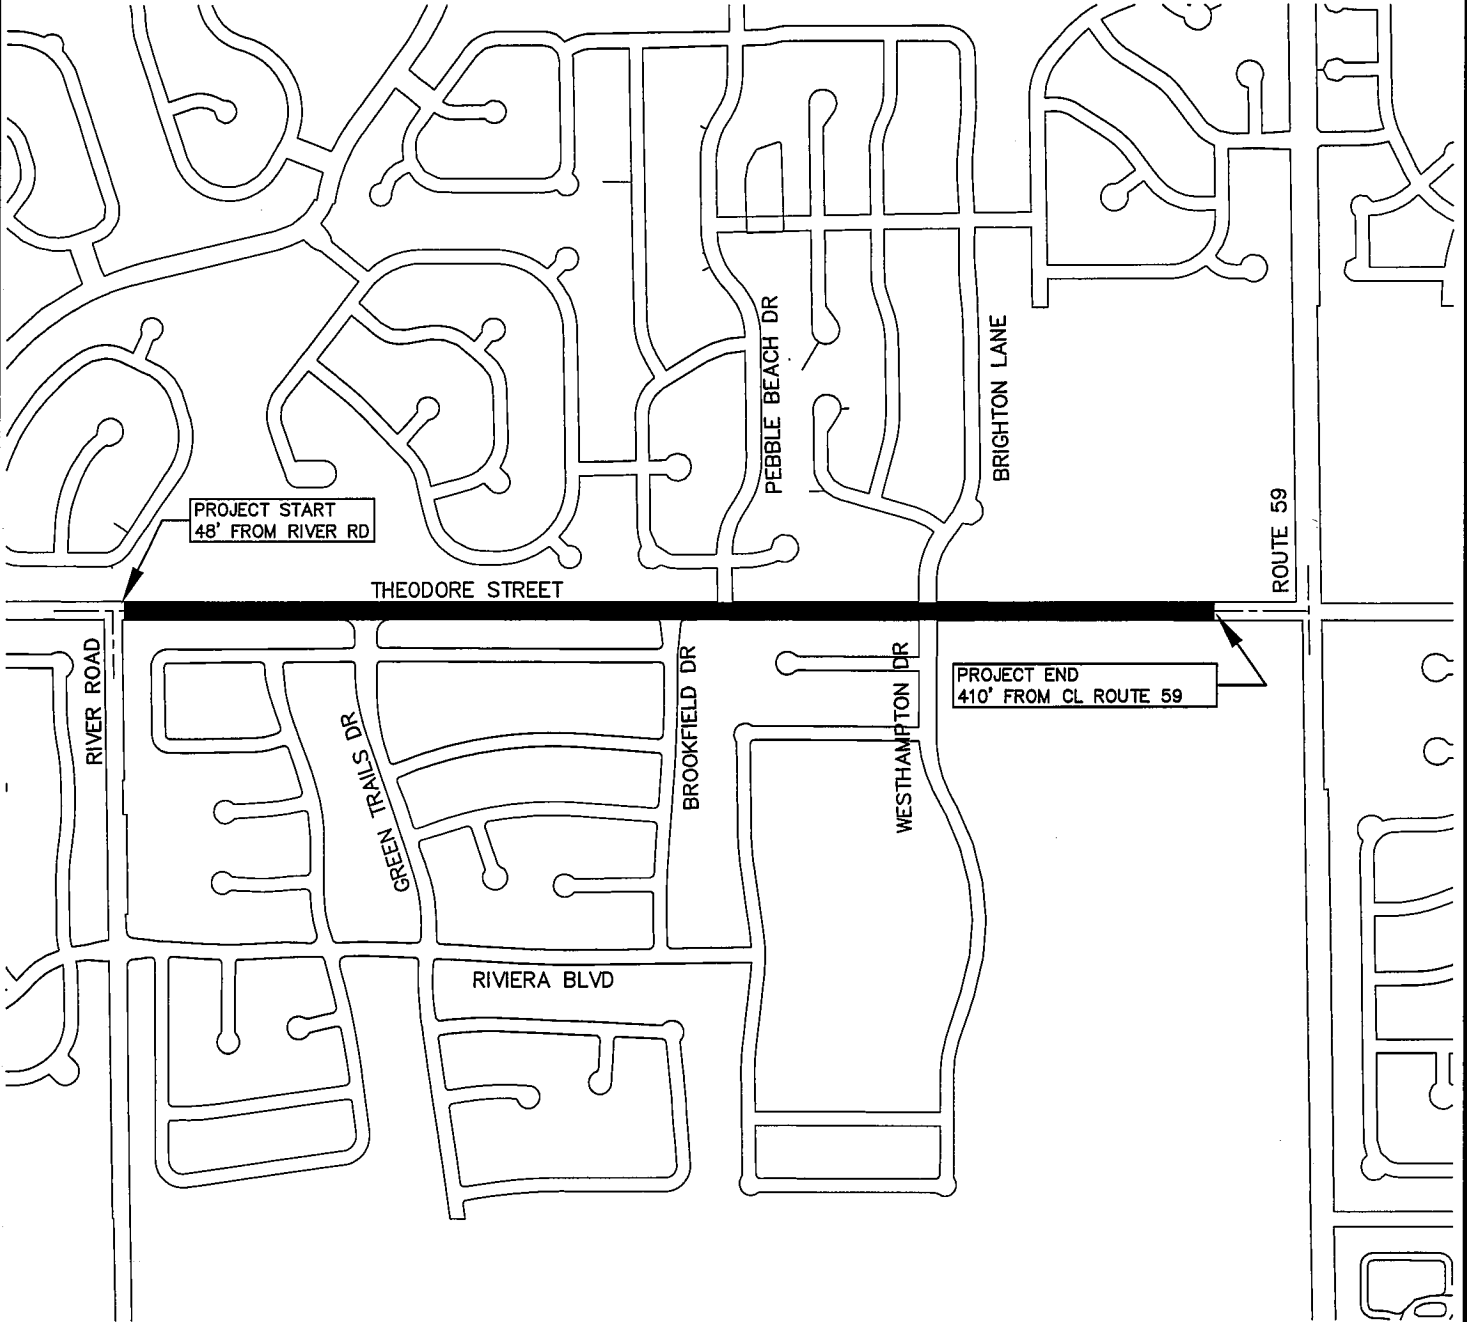 PEBBLE BEACH DR
BRIGHTON LANE
ROUTE 59
PROJECT START
48' FROM RIVER RD
THEODORE STREET
RIVER ROAD
GREEN TRAILS DR
BROOKFIELD DR
WESTHAMPTON DR
PROJECT END
410' FROM CL ROUTE 59
RIVIERA BLVD